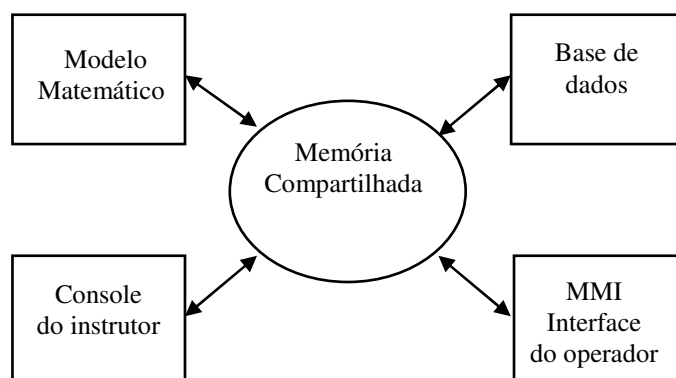 Modelo
Matemático
Base de
dados
Memória
Compartilhada
Console
do instrutor
MMI
Interface
do operador